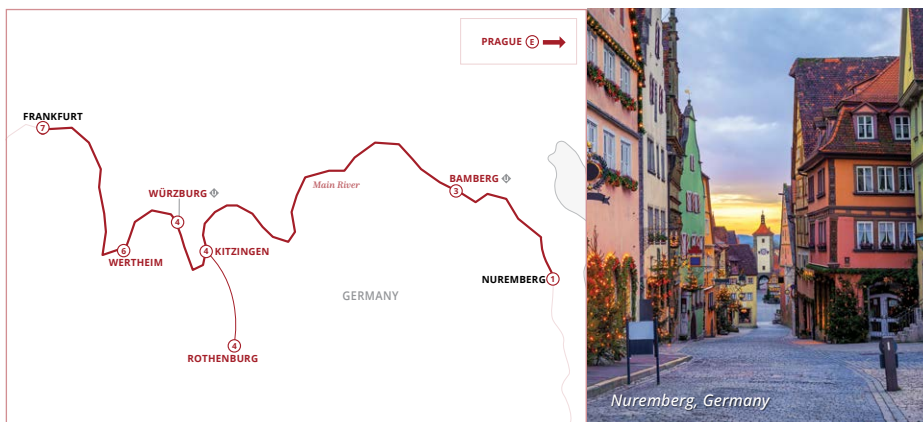 PRAGUE E
FRANKFURT
7
Main River
BAMBERG
3
WÜRZBURG
4
6
WERTHEIM
4 KITZINGEN
NUREMBERG 1
GERMANY
4
ROTHENBURG
Nuremberg, Germany